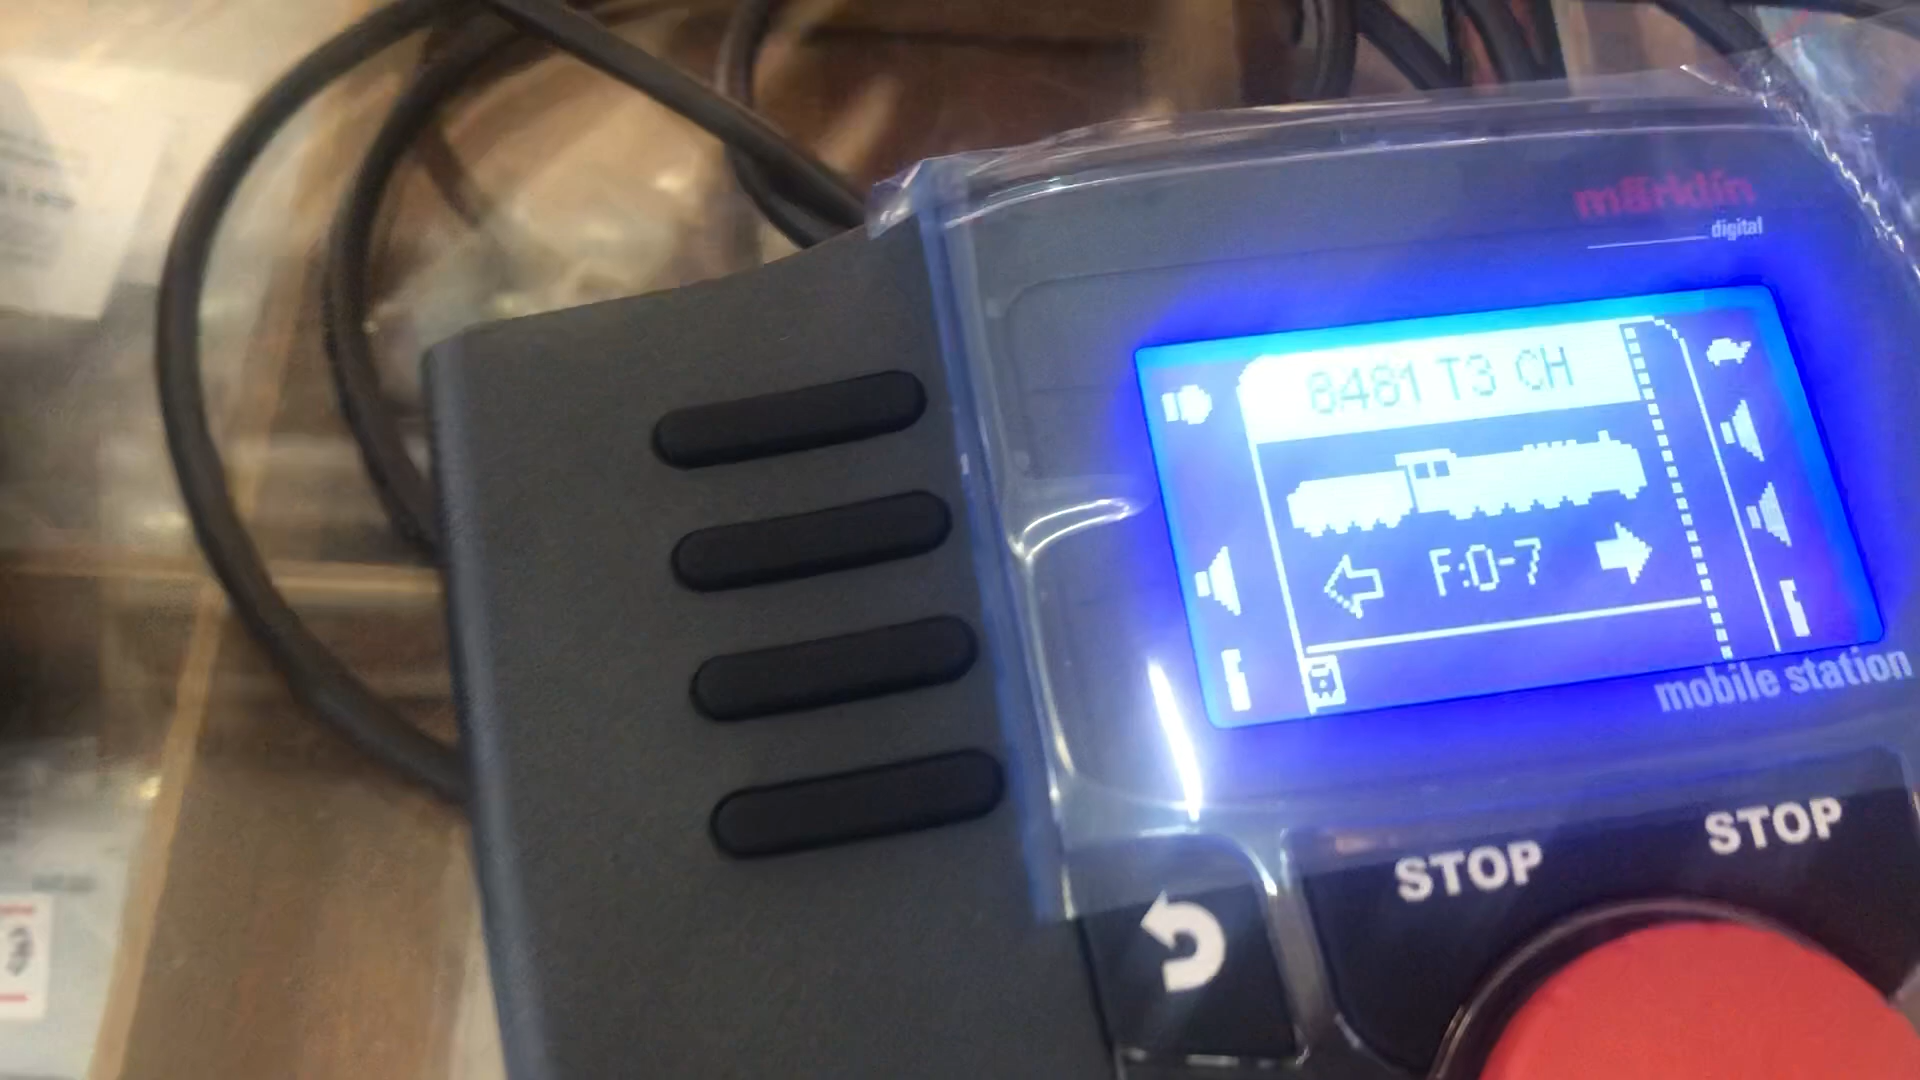 märklin
digital
8481 T3 CH
F:0-7
mobile station
STOP
STOP